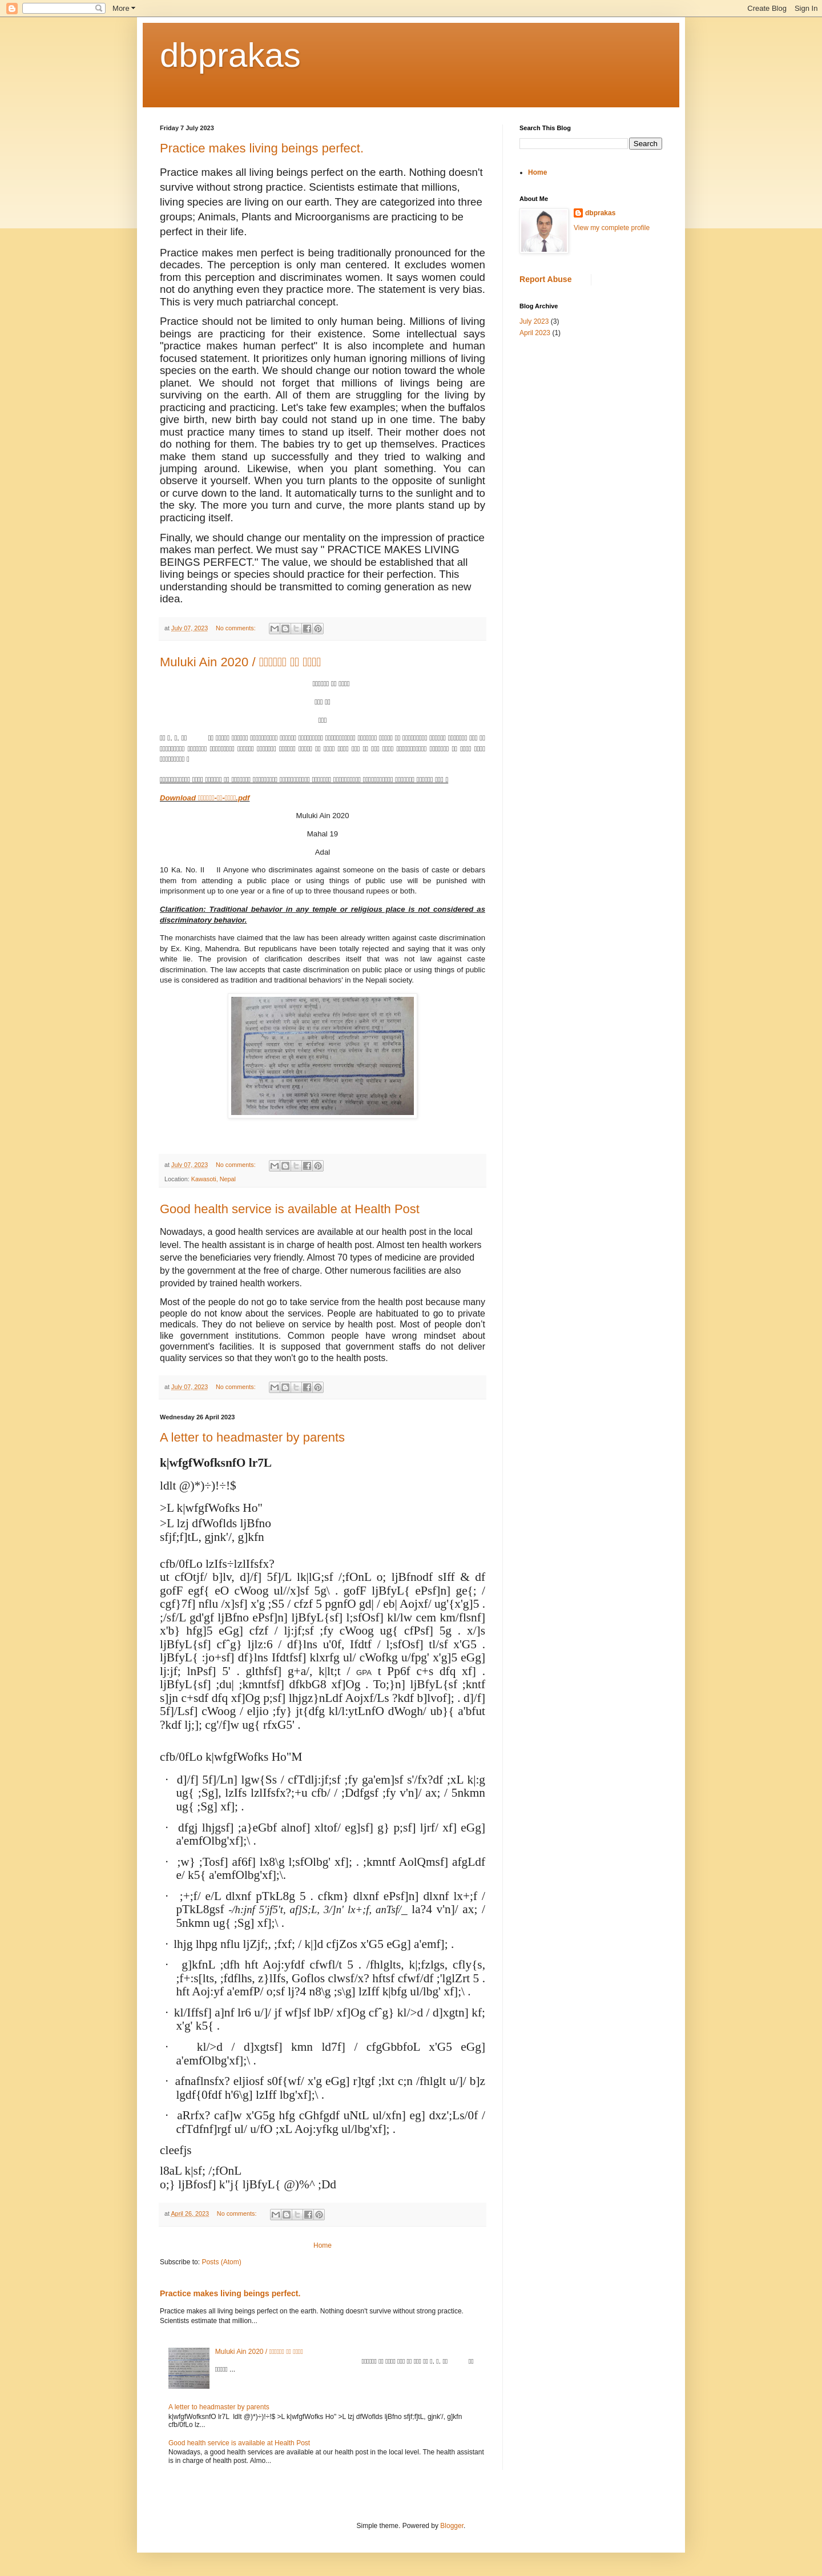 More
Create Blog Sign In
dbprakas
Friday 7 July 2023
Practice makes living beings perfect.
Practice makes all living beings perfect on the earth. Nothing doesn't
survive without strong practice. Scientists estimate that millions,
living species are living on our earth. They are categorized into three
groups; Animals, Plants and Microorganisms are practicing to be
perfect in their life.
Practice makes men perfect is being traditionally pronounced for the
decades. The perception is only man centered. It excludes women
from this perception and discriminates women. It says women could
not do anything even they practice more. The statement is very bias.
This is very much patriarchal concept.
Practice should not be limited to only human being. Millions of living
beings are practicing for their existence. Some intellectual says
"practice makes human perfect" It is also incomplete and human
focused statement. It prioritizes only human ignoring millions of living
species on the earth. We should change our notion toward the whole
planet. We should not forget that millions of living beings are
surviving on the earth. All of them are struggling for the living by
practicing and practicing. Let's take few examples; when the buffalos
give birth, new birth bay could not stand up in one time. The baby
must practice many times to stand up itself. Their mother does not
do nothing for them. The babies try to get up themselves. Practices
make them stand up successfully and they tried to walking and
jumping around. Likewise, when you plant something. You can
observe it yourself. When you turn plants to the opposite of sunlight
or curve down to land. It automatically turns to the sunlight and to
the sky. The more you turn and curve, the more plants stand up by
practicing itself.
Finally, we should change our mentality on the impression of practice
makes man perfect. We must say " PRACTICE MAKES LIVING
BEINGS PERFECT." The value, we should be established that all
living beings or species should practice for their perfection. This
understanding should be transmitted to coming generation as new
idea.
at July 07, 2023 No comments:
Muluki Ain 2020 /
Download .pdf
Muluki Ain 2020
Mahal 19
Adal
10 Ka. No. II II Anyone who discriminates against someone on the basis of caste or debars
them from attending a public place or using things of public use will be punished with
imprisonment up to one year or a fine of up to three thousand rupees or both.
Clarification: Traditional behavior in any temple or religious place is not considered as
discriminatory behavior.
The monarchists have claimed that the law has been already written against caste discrimination
by Ex. King, Mahendra. But republicans have been totally rejected and saying that it was only
white lie. The provision of clarification describes itself that was not law against caste
discrimination. The law accepts that caste discrimination on public place or using things of public
use is considered as tradition and traditional behaviors' in the Nepali society.
at July 07, 2023 No comments:
Location: Kawasoti, Nepal
Good health service is available at Health Post
Nowadays, a good health services are available at our health post in the local
level. The health assistant is in charge of health post. Almost ten health workers
serve the beneficiaries very friendly. Almost 70 types of medicine are provided
by the government at the free of charge. Other numerous facilities are also
provided by trained health workers.
Most of the people do not go to take service from the health post because many
people do not know about the services. People are habituated to go to private
medicals. They do not believe on service by health post. Most of people don't
like government institutions. Common people have wrong mindset about
government's facilities. It is supposed that government staffs do not deliver
quality services so that they won't go to the health posts.
at July 07, 2023 No comments:
Wednesday 26 April 2023
A letter to headmaster by parents
k|wfgfWofksnfO lr7L
ldlt @)*)÷)!÷!$
>L k|wfgfWofks Ho"
>L lzj dfWoflds ljBfno
sfjf;f]tL, gjnk'/, g]kfn
cfb/0fLo lzIfs÷lzlIfsfx?
ut cfOtjf/ b]lv, d]/f] 5f]/L lk|lG;sf /;fOnL o; ljBfnodf sIff & df
gofF egf{ eO cWoog ul//x]sf 5g\ . gofF ljBfyL{ ePsf]n] ge{; /
cgf}7f] nflu /x]sf] x'g ;S5 / cfzf 5 pgnfO gd| / eb| Aojxf/ ug'{x'g]5 .
;/sf/L gd'gf ljBfno ePsf]n] ljBfyL{sf] l;sfOsf] kl/lw cem km/flsnf]
x'b} hfg]5 eGg] cfzf / lj:jf;sf ;fy cWoog ug{ cfPsf] 5g . x/]s
ljBfyL{sf] cfˆg} ljlz:6 / df}lns u'0f, Ifdtf / l;sfOsf] tl/sf x'G5 .
ljBfyL{ :jo+sf] df}lns Ifdtfsf] klxrfg ul/ cWofkg u/fpg' x'g]5 eGg]
lj:jf; lnPsf] 5' . glthfsf] g+a/, k|lt;t / GPA t Pp6f c+s dfq xf] .
ljBfyL{sf] ;du| ;kmntfsf] dfkbG8 xf]Og . To;}n] ljBfyL{sf ;kntf
s]jn c+sdf dfq xf]Og p;sf] lhjgz}nLdf Aojxf/Ls ?kdf b]lvof]; . d]/f]
5f]/Lsf] cWoog / eljio ;fy} jt{dfg kl/l:ytLnfO dWogh/ ub}{ a'bfut
?kdf lj;]; cg'/f]w ug{ rfxG5' .
cfb/0fLo k|wfgfWofks Ho"M
· d]/f] 5f]/Ln] lgw{Ss / cfTdlj:jf;sf ;fy ga'em]sf s'/fx?df ;xL k|:g
ug{ ;Sg], lzIfs lzlIfsfx?;+u cfb/ / ;Ddfgsf ;fy v'n]/ ax; / 5nkmn
ug{ ;Sg] xf]; .
· dfgj lhjgsf] ;a}eGbf alnof] xltof/ eg]sf] g} p;sf] ljrf/ xf] eGg]
a'emfOlbg'xf];\ .
· ;w} ;Tosf] af6f] lx8\g l;sfOlbg' xf]; . ;kmntf AolQmsf] afgLdf
e/ k5{ a'emfOlbg'xf];\.
· ;+;f/ e/L dlxnf pTkL8g 5 . cfkm} dlxnf ePsf]n] dlxnf lx+;f /
pTkL8gsf -/h:jnf 5'jf5't, af]S;L, 3/]n' lx+;f, anTsf/_ la?4 v'n]/ ax; /
5nkmn ug{ ;Sg] xf];\ .
· lhjg lhpg nflu ljZjf;, ;fxf; / k|]d cfjZos x'G5 eGg] a'emf]; .
· g]kfnL ;dfh hft Aoj:yfdf cfwfl/t 5 . /fhlglts, k|;fzlgs, cfly{s,
;f+:s[lts, ;fdflhs, z}lIfs, Goflos clwsf/x? hftsf cfwf/df ;'lglZrt 5 .
hft Aoj:yf a'emfP/ o;sf lj?4 n8\g ;s\g] lzIff k|bfg ul/lbg' xf];\ .
· kl/Iffsf] a]nf lr6 u/]/ jf wf]sf lbP/ xf]Og cfˆg} kl/>d / d]xgtn] kf;
x'g' k5{ .
· kl/>d / d]xgtsf] kmn ld7f] / cfgGbbfoL x'G5 eGg]
a'emfOlbg'xf];\ .
· afnaflnsfx? eljiosf s0f{wf/ x'g eGg] r]tgf ;lxt c;n /fhlglt u/]/ b]z
lgdf{0fdf h'6\g] lzIff lbg'xf];\ .
· aRrfx? caf]w x'G5g hfg cGhfgdf uNtL ul/xfn] eg] dxz';Ls/0f /
cfTdfnf]rgf ul/ u/fO ;xL Aoj:yfkg ul/lbg'xf]; .
cleefjs
l8aL k|sf; /;fOnL
o;} ljBfosf] k"j{ ljBfyL{ @)%^ ;Dd
at April 26, 2023 No comments:
Home
Subscribe to: Posts (Atom)
Practice makes living beings perfect.
Practice makes all living beings perfect on the earth. Nothing doesn't survive without strong practice.
Scientists estimate that million...
Muluki Ain 2020 /
A letter to headmaster by parents
k|wfgfWofksnfO lr7L ldlt @)*)÷)!÷!$ >L k|wfgfWofks Ho" >L lzj dfWoflds ljBfno sfjf;f]tL, gjnk'/, g]kfn
cfb/0fLo lz...
Good health service is available at Health Post
Nowadays, a good health services are available at our health post in the local level. The health assistant
is in charge of health post. Almo...
Search This Blog
Search
Home
About Me
dbprakas
View my complete profile
Report Abuse
Blog Archive
July 2023 (3)
April 2023 (1)
Simple theme. Powered by Blogger.